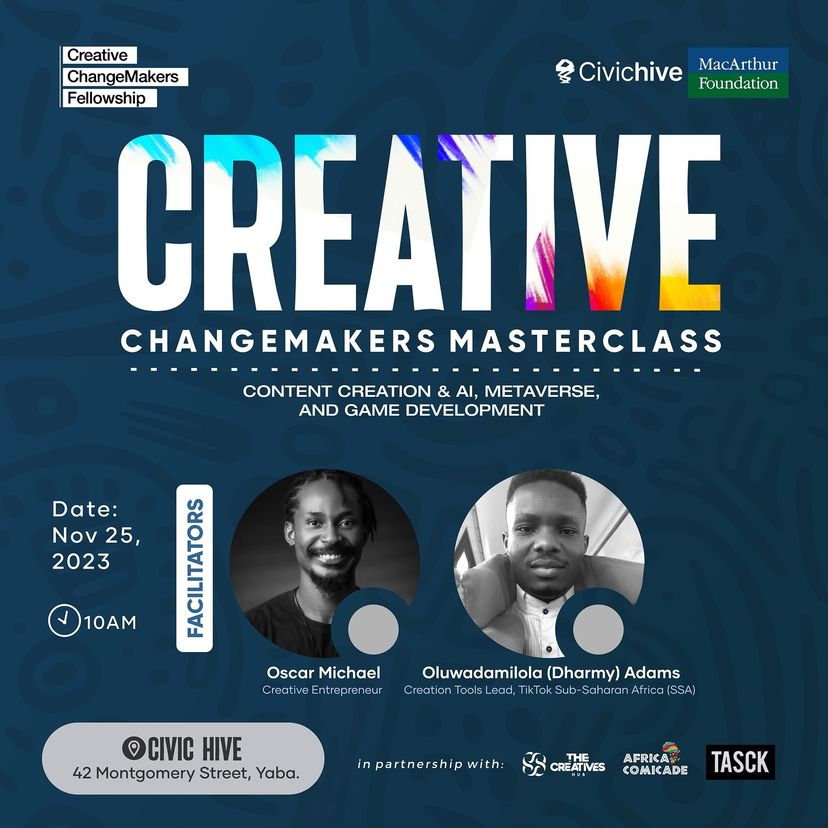 Creative
ChangeMakers
Fellowship
Civichive
MacArthur
Foundation
CREATIVE
CHANGEMAKERS MASTERCLASS
CONTENT CREATION & AI, METAVERSE,
AND GAME DEVELOPMENT
Date:
Nov 25,
2023
10AM
FACILITATORS
Oscar Michael
Creative Entrepreneur
Oluwadamilola (Dharmy) Adams
Creation Tools Lead, TikTok Sub-Saharan Africa (SSA)
CIVIC HIVE
42 Montgomery Street, Yaba.
in partnership with:
THE
CREATIVES
HUB
AFRICA
COMICADE
TASCK